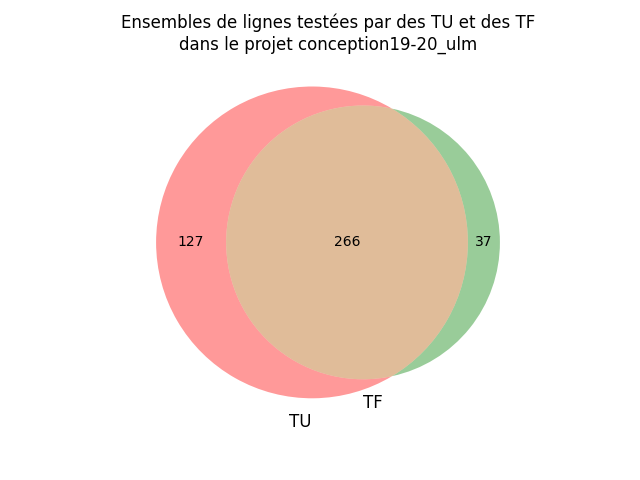 Ensembles de lignes testées par des TU et des TF
dans le projet conception19-20_ulm
127
266
37
TF
TU